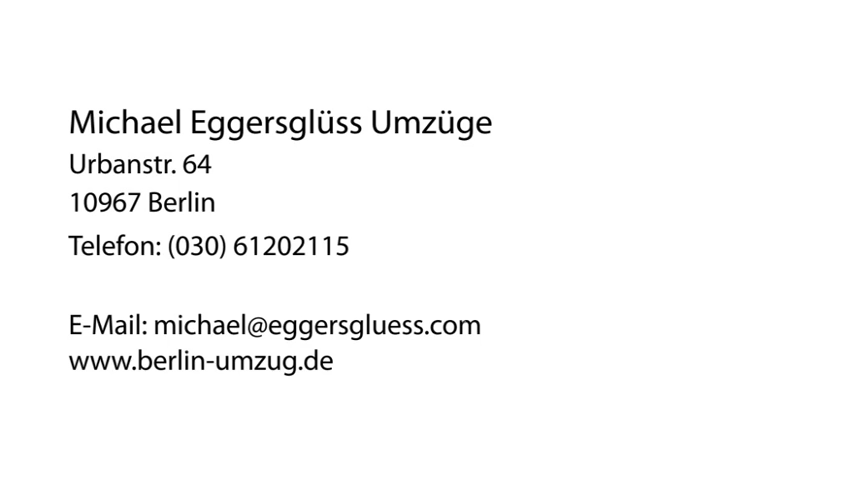 Michael Eggersglüss Umzüge
Urbanstr. 64
10967 Berlin
Telefon: (030) 61202115
E-Mail: michael@eggersgluess.com
www.berlin-umzug.de